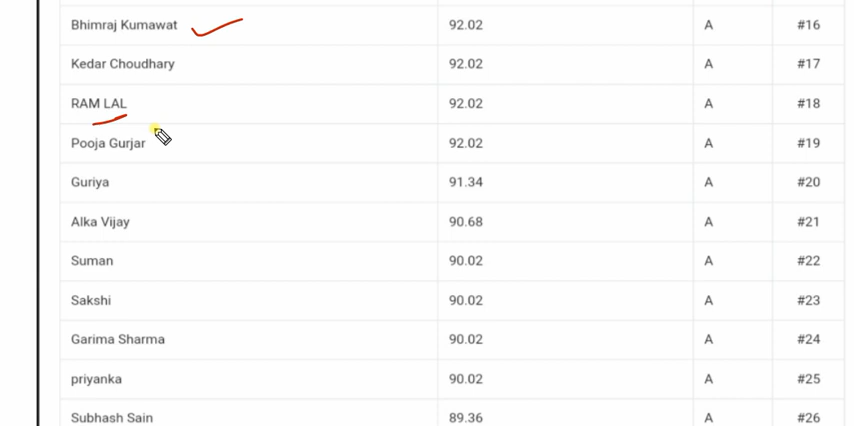 Bhimraj Kumawat 92.02 A #16
Kedar Choudhary 92.02 A #17
RAM LAL 92.02 A #18
Pooja Gurjar 92.02 A #19
Guriya 91.34 A #20
Alka Vijay 90.68 A #21
Suman 90.02 A #22
Sakshi 90.02 A #23
Garima Sharma 90.02 A #24
priyanka 90.02 A #25
Subhash Sain 89.36 A #26